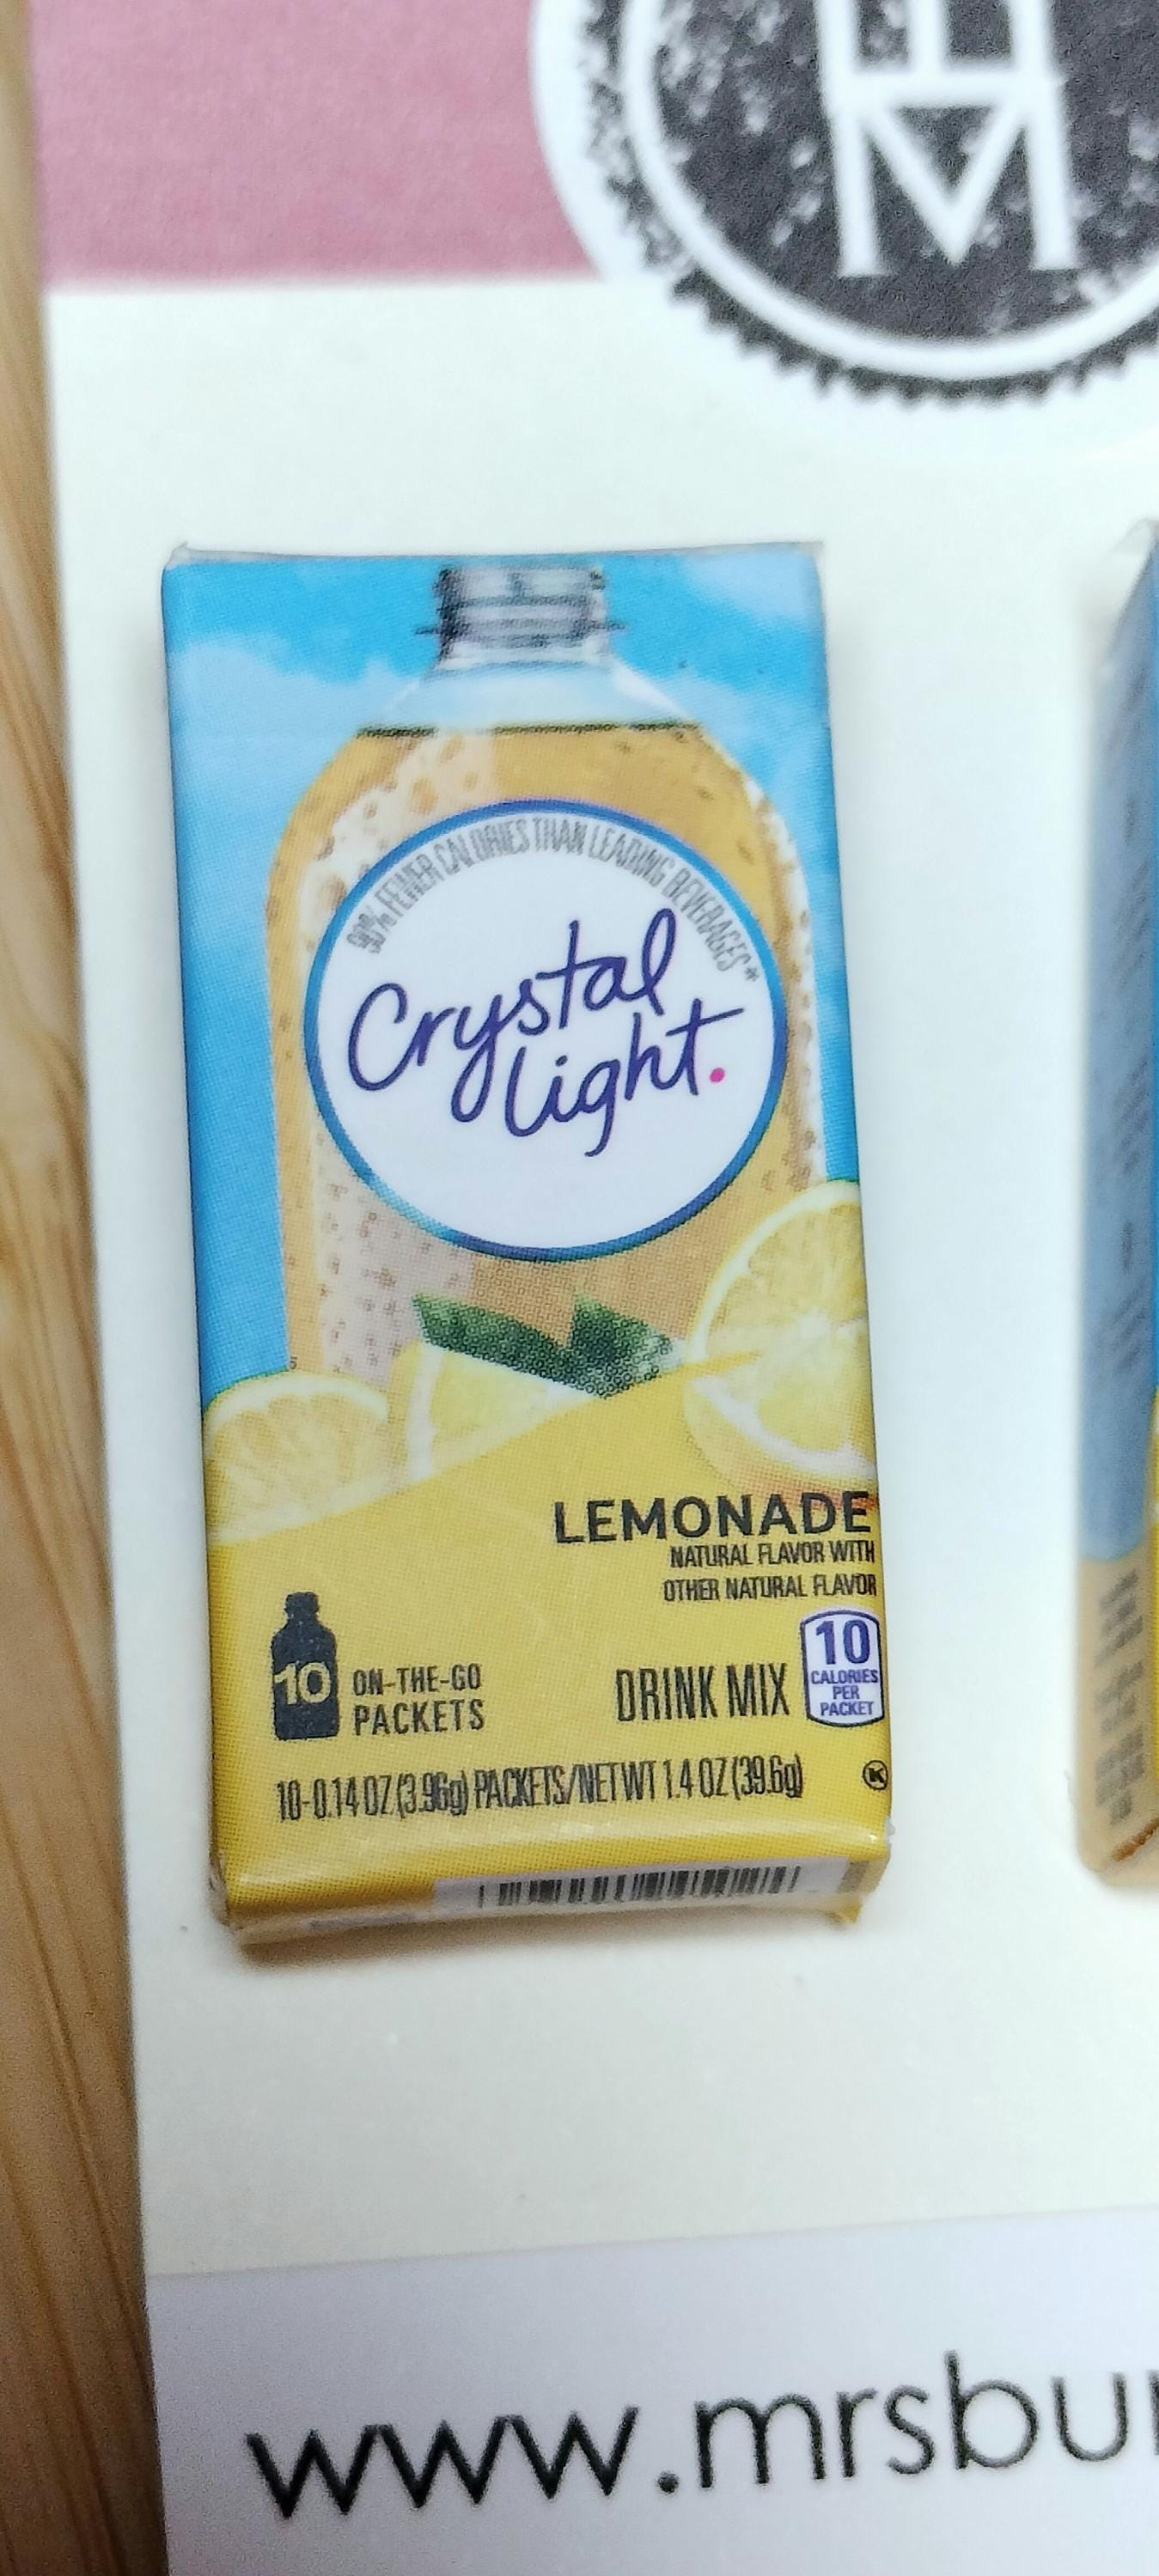 HM
90% FEWER CALORIES THAN LEADING BEVERAGES*
Crystal
Light.
LEMONADE
NATURAL FLAVOR WITH
OTHER NATURAL FLAVOR
10
ON-THE-GO
PACKETS
DRINK MIX
10
CALORIES
PER
PACKET
10-0.14 OZ (3.96g) PACKETS/NET WT 1.4 OZ (39.6g)
K
www.mrsbu